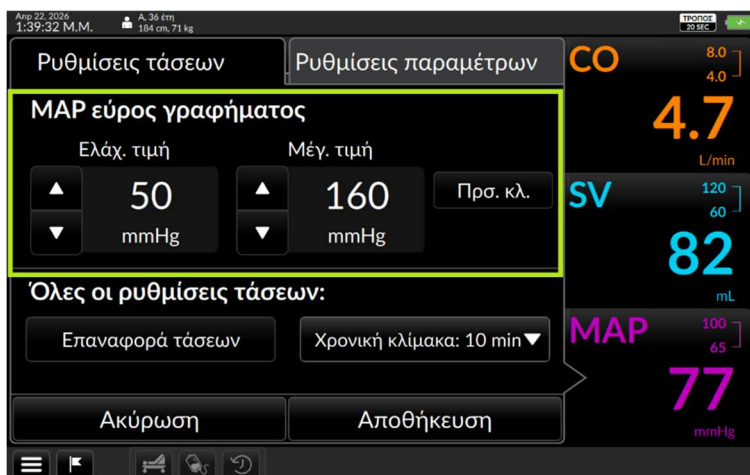 Απρ 22, 2026
1:39:32 Μ.Μ.
Α, 36 έτη
184 cm, 71 kg
ΤΡΟΠΟΣ
20 SEC
Ρυθμίσεις τάσεων
Ρυθμίσεις παραμέτρων
MAP εύρος γραφήματος
Ελάχ. τιμή
Μέγ. τιμή
50
mmHg
160
mmHg
Πρσ. κλ.
Όλες οι ρυθμίσεις τάσεων:
Επαναφορά τάσεων
Χρονική κλίμακα: 10 min
Ακύρωση
Αποθήκευση
CO
8.0
4.0
4.7
L/min
SV
120
60
82
mL
MAP
100
65
77
mmHg